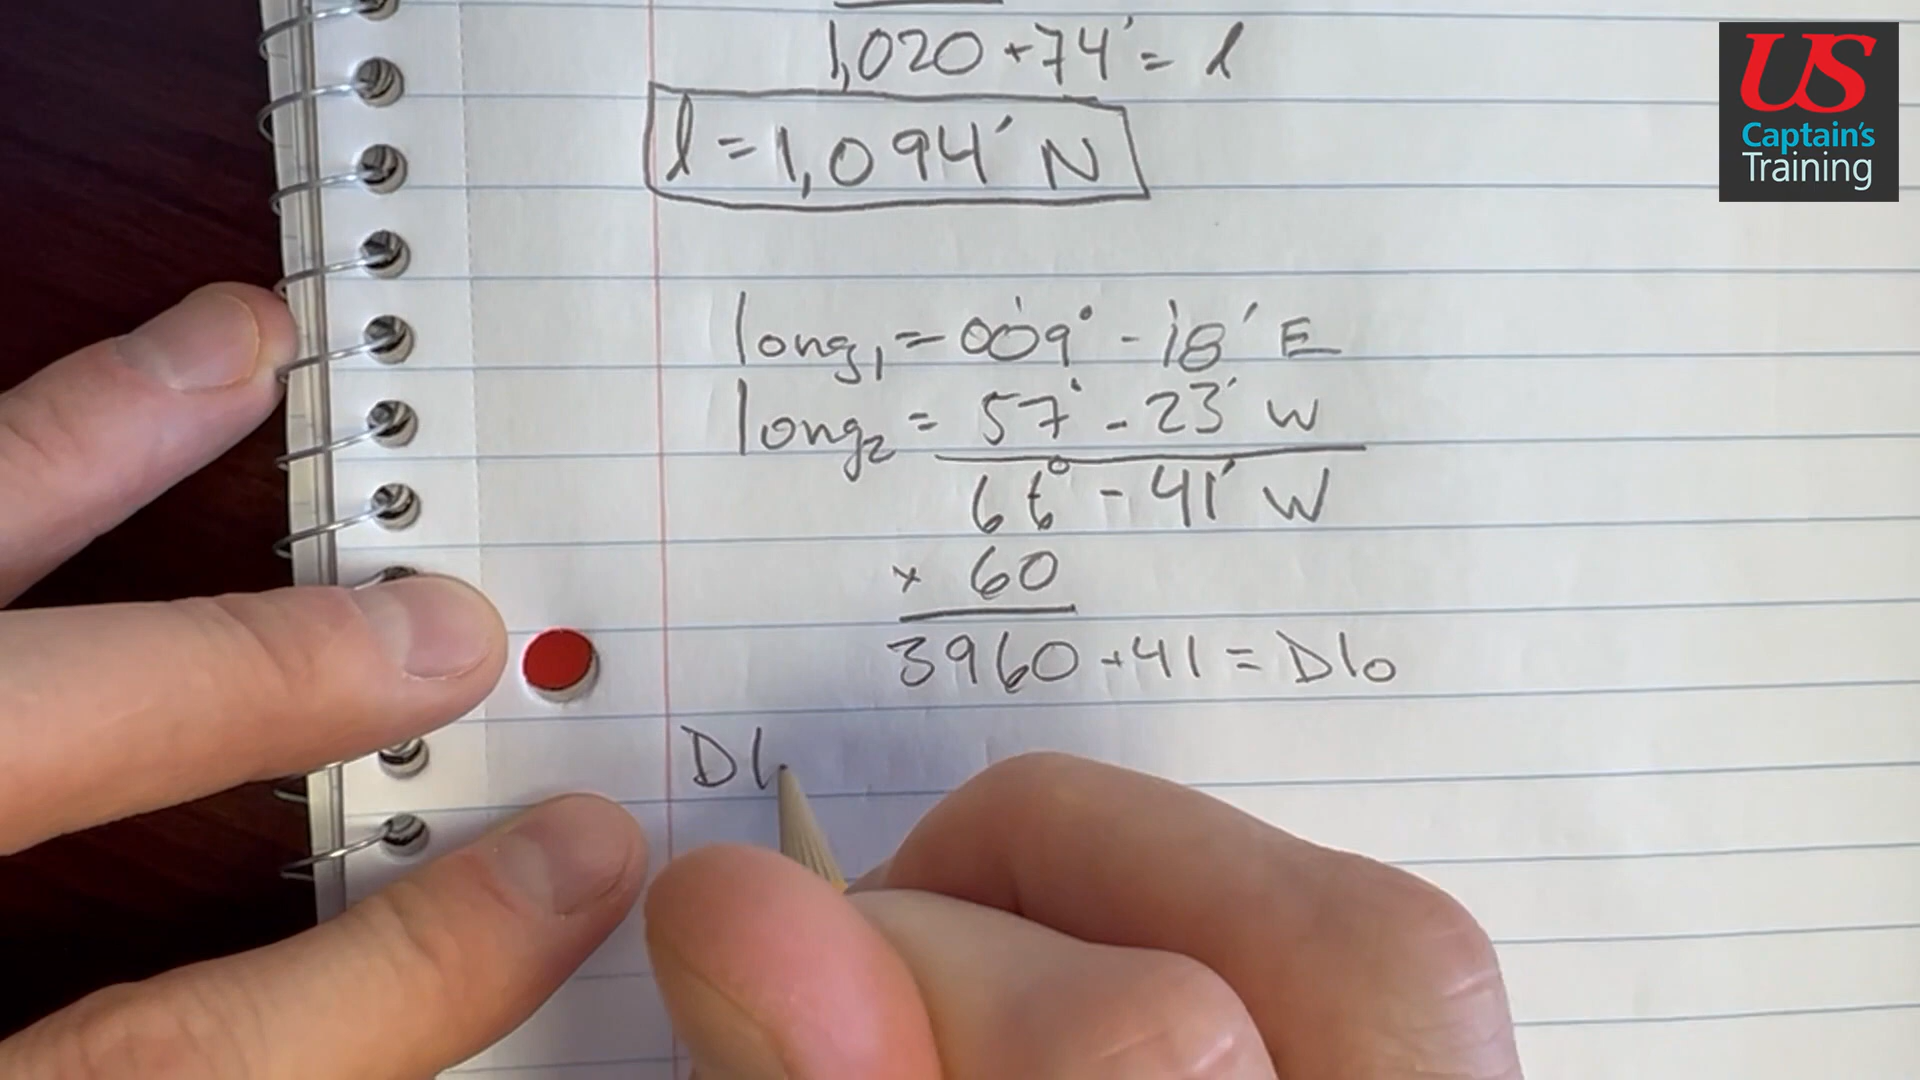 1,020 + 74' = l
l = 1,094' N
long1 = 009° - 18' E
long2 = 57° - 23' W
66° - 41' W
x 60
3960 + 41 = Dlo
Dl
US
Captain's
Training